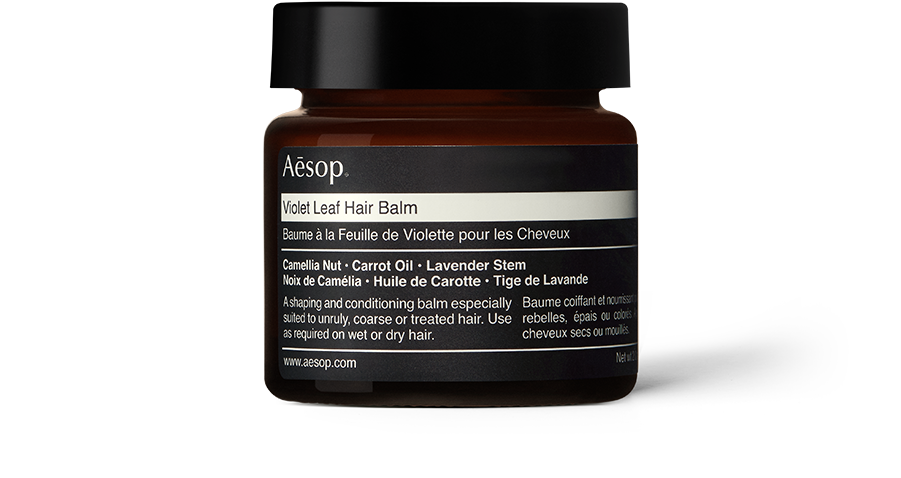 Aēsop.
Violet Leaf Hair Balm
Baume à la Feuille de Violette pour les Cheveux
Camellia Nut · Carrot Oil · Lavender Stem
Noix de Camélia · Huile de Carotte · Tige de Lavande
A shaping and conditioning balm especially
suited to unruly, coarse or treated hair. Use
as required on wet or dry hair.
Baume coiffant et
rebelles, épais ou colorés
cheveux secs ou mouillés.
www.aesop.com
Net wt